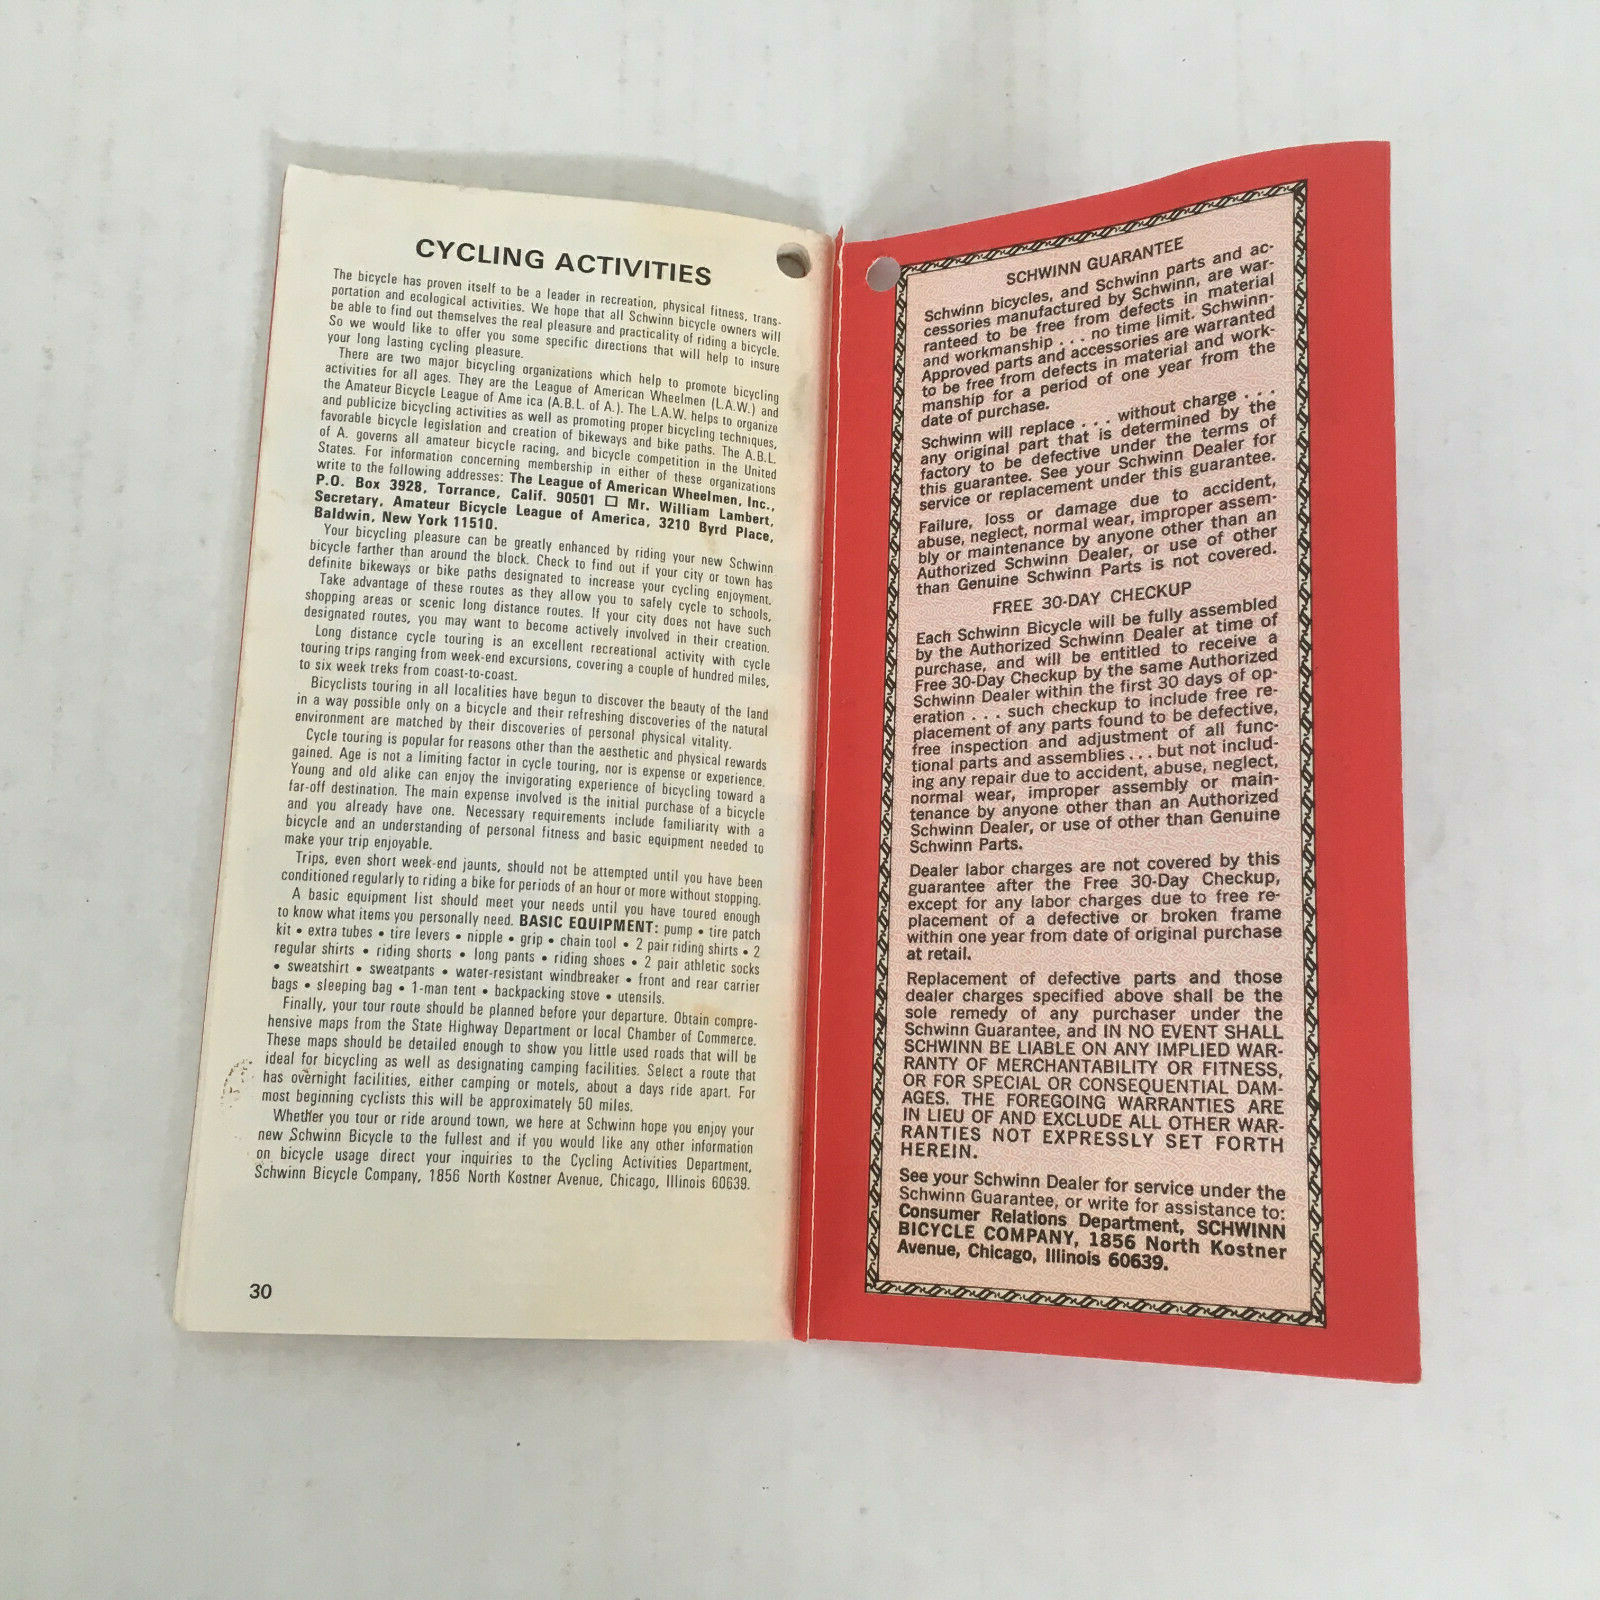 CYCLING ACTIVITIES
The bicycle has proven itself to be a leader in recreation, physical fitness, trans-
portation and ecological activities. We hope that all Schwinn bicycle owners will
be able to find out themselves the real pleasure and practicality of riding a bicycle.
So we would like to offer you some specific directions that will help to insure
your long lasting cycling pleasure.
There are two major bicycling organizations which help to promote bicycling
activities for all ages. They are the League of American Wheelmen (L.A.W.) and
the Amateur Bicycle League of Ame ica (A.B.L. of A.). The L.A.W. helps to organize
and publicize bicycling activities as well as promoting proper bicycling techniques,
favorable bicycle legislation and creation of bikeways and bike paths. The A.B.L.
of A. governs all amateur bicycle racing, and bicycle competition in the United
States. For information concerning membership in either of these organizations
write to the following addresses: The League of American Wheelmen, Inc.,
P.O. Box 3928, Torrance, Calif. 90501 □ Mr. William Lambert,
Secretary, Amateur Bicycle League of America, 3210 Byrd Place,
Baldwin, New York 11510.
Your bicycling pleasure can be greatly enhanced by riding your new Schwinn
bicycle farther than around the block. Check to find out if your city or town has
definite bikeways or bike paths designated to increase your cycling enjoyment.
Take advantage of these routes as they allow you to safely cycle to schools,
shopping areas or scenic long distance routes. If your city does not have such
designated routes, you may want to become actively involved in their creation.
Long distance cycle touring is an excellent recreational activity with cycle
touring trips ranging from week-end excursions, covering a couple of hundred miles,
to six week treks from coast-to-coast.
Bicyclists touring in all localities have begun to discover the beauty of the land
in a way possible only on a bicycle and their refreshing discoveries of the natural
environment are matched by their discoveries of personal physical vitality.
Cycle touring is popular for reasons other than the aesthetic and physical rewards
gained. Age is not a limiting factor in cycle touring, nor is expense or experience.
Young and old alike can enjoy the invigorating experience of bicycling toward a
far-off destination. The main expense involved is the initial purchase of a bicycle
and you already have one. Necessary requirements include familiarity with a
bicycle and an understanding of personal fitness and basic equipment needed to
make your trip enjoyable.
Trips, even short week-end jaunts, should not be attempted until you have been
conditioned regularly to riding a bike for periods of an hour or more without stopping.
A basic equipment list should meet your needs until you have toured enough
to know what items you personally need. BASIC EQUIPMENT: pump • tire patch
kit • extra tubes • tire levers • nipple • grip • chain tool • 2 pair riding shirts • 2
regular shirts • riding shorts • long pants • riding shoes • 2 pair athletic socks
• sweatshirt • sweatpants • water-resistant windbreaker • front and rear carrier
bags • sleeping bag • 1-man tent • backpacking stove • utensils.
Finally, your tour route should be planned before your departure. Obtain compre-
hensive maps from the State Highway Department or local Chamber of Commerce.
These maps should be detailed enough to show you little used roads that will be
ideal for bicycling as well as designating camping facilities. Select a route that
has overnight facilities, either camping or motels, about a days ride apart. For
most beginning cyclists this will be approximately 50 miles.
Whether you tour or ride around town, we here at Schwinn hope you enjoy your
new Schwinn Bicycle to the fullest and if you would like any other information
on bicycle usage direct your inquiries to the Cycling Activities Department,
Schwinn Bicycle Company, 1856 North Kostner Avenue, Chicago, Illinois 60639.
30
SCHWINN GUARANTEE
Schwinn bicycles, and Schwinn parts and ac-
cessories manufactured by Schwinn, are war-
ranteed to be free from defects in material
and workmanship . . . no time limit. Schwinn-
Approved parts and accessories are warranted
to be free from defects in material and work-
manship for a period of one year from the
date of purchase.
Schwinn will replace . . . without charge . . .
any original part that is determined by the
factory to be defective under the terms of
this guarantee. See your Schwinn Dealer for
service or replacement under this guarantee.
Failure, loss or damage due to accident,
abuse, neglect, normal wear, improper assem-
bly or maintenance by anyone other than an
Authorized Schwinn Dealer, or use of other
than Genuine Schwinn Parts is not covered.
FREE 30-DAY CHECKUP
Each Schwinn Bicycle will be fully assembled
by the Authorized Schwinn Dealer at time of
purchase, and will be entitled to receive a
Free 30-Day Checkup by the same Authorized
Schwinn Dealer within the first 30 days of op-
eration . . . such checkup to include free re-
placement of any parts found to be defective,
free inspection and adjustment of all func-
tional parts and assemblies . . . but not includ-
ing any repair due to accident, abuse, neglect,
normal wear, improper assembly or main-
tenance by anyone other than an Authorized
Schwinn Dealer, or use of other than Genuine
Schwinn Parts.
Dealer labor charges are not covered by this
guarantee after the Free 30-Day Checkup,
except for any labor charges due to free re-
placement of a defective or broken frame
within one year from date of original purchase
at retail.
Replacement of defective parts and those
dealer charges specified above shall be the
sole remedy of any purchaser under the
Schwinn Guarantee, and IN NO EVENT SHALL
SCHWINN BE LIABLE ON ANY IMPLIED WAR-
RANTY OF MERCHANTABILITY OR FITNESS,
OR FOR SPECIAL OR CONSEQUENTIAL DAM-
AGES. THE FOREGOING WARRANTIES ARE
IN LIEU OF AND EXCLUDE ALL OTHER WAR-
RANTIES NOT EXPRESSLY SET FORTH
HEREIN.
See your Schwinn Dealer for service under the
Schwinn Guarantee, or write for assistance to:
Consumer Relations Department, SCHWINN
BICYCLE COMPANY, 1856 North Kostner
Avenue, Chicago, Illinois 60639.